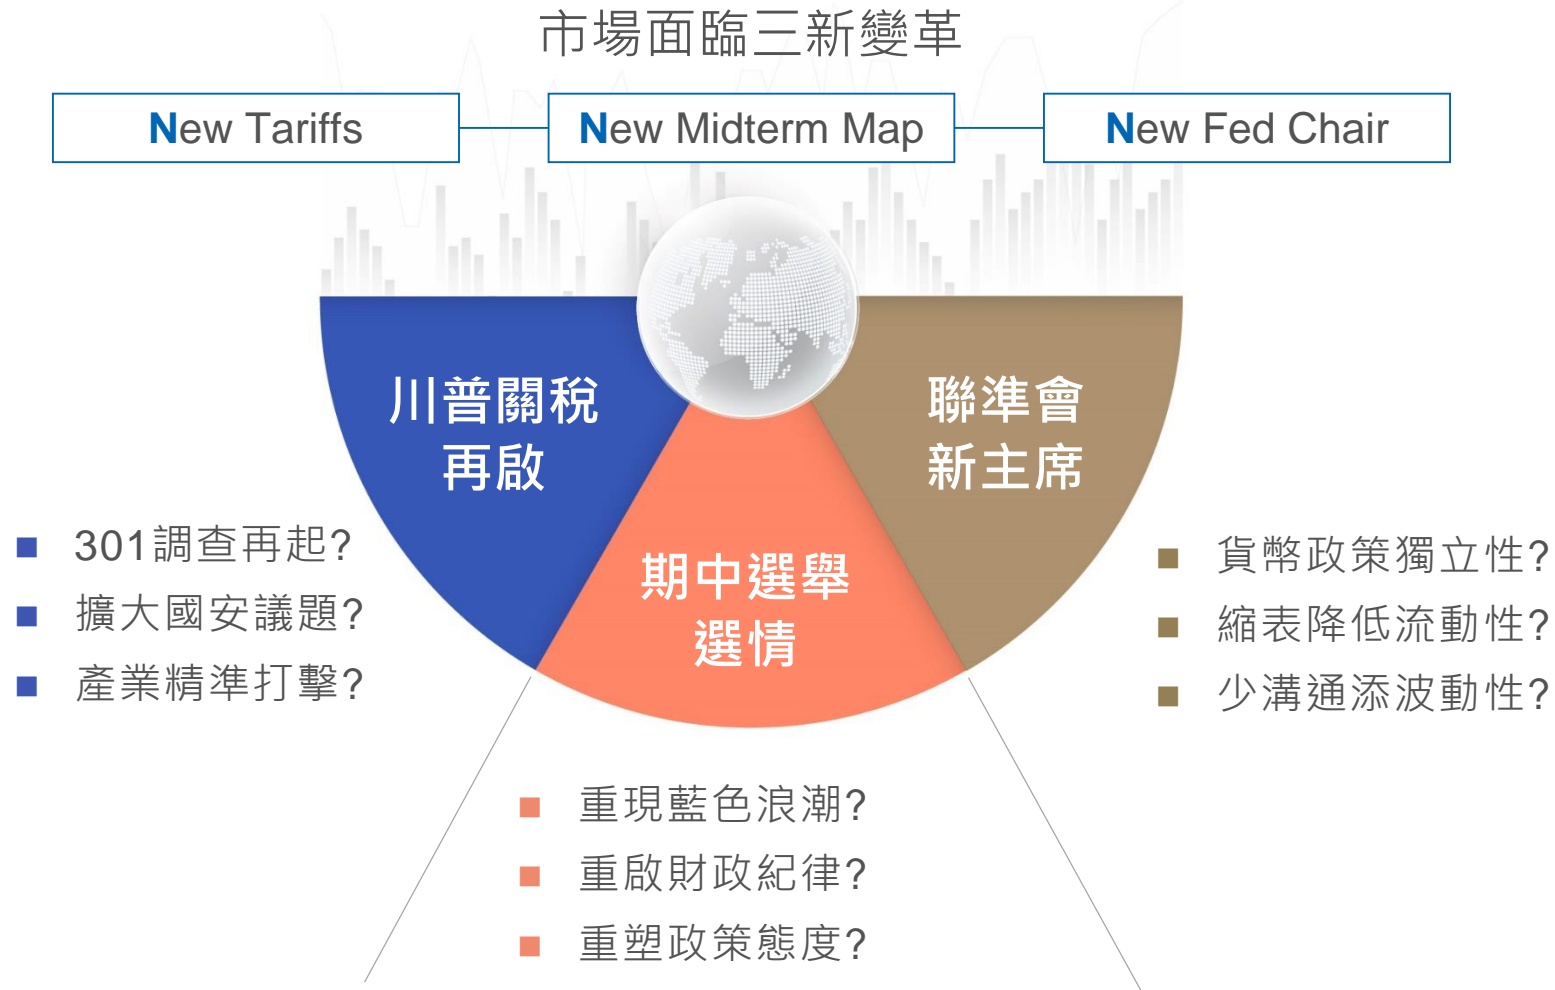 市場面臨三新變革
New Tariffs
New Midterm Map
New Fed Chair
川普關稅
再啟
301調查再起?
擴大國安議題?
產業精準打擊?
期中選舉
選情
重現藍色浪潮?
重啟財政紀律?
重塑政策態度?
聯準會
新主席
貨幣政策獨立性?
縮表降低流動性?
少溝通添波動性?